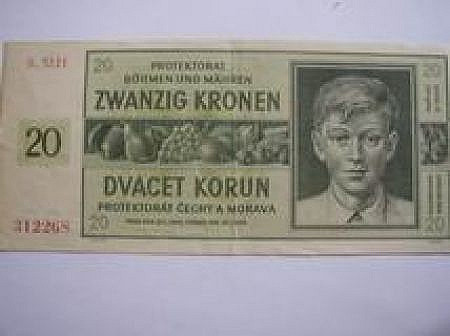 20
PROTEKTORAT
BÖHMEN UND MÄHREN
ZWANZIG KRONEN
20
DVACET KORUN
PROTEKTORÁT ČECHY A MORAVA
312268
20
20
20